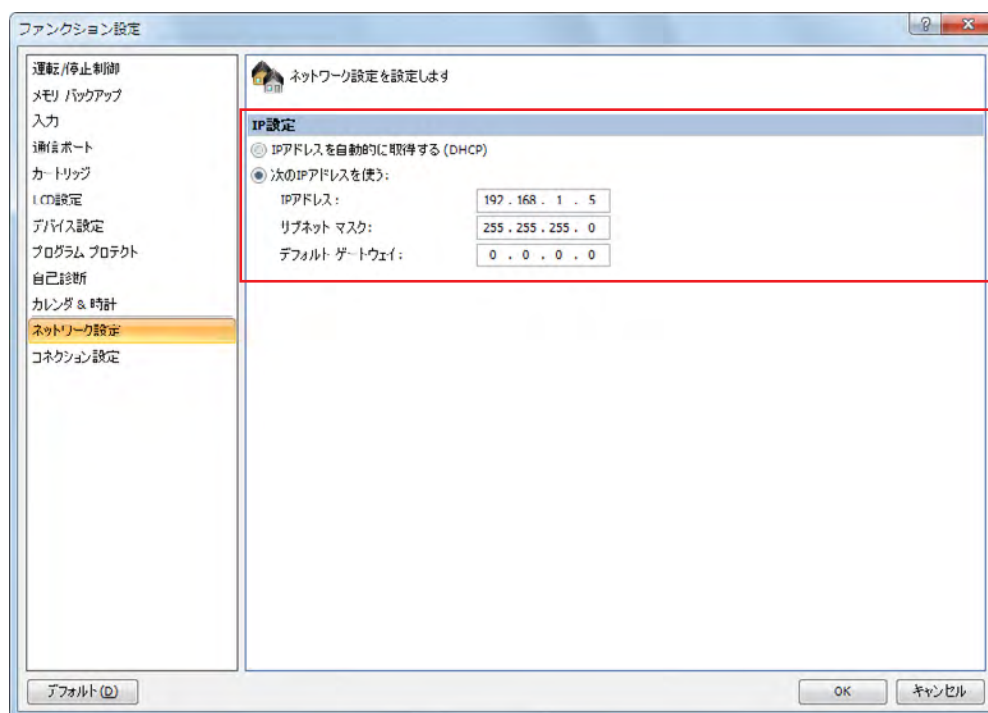 ファンクション設定
運転/停止制御
メモリ バックアップ
入力
通信ポート
カートリッジ
LCD設定
デバイス設定
プログラム プロテクト
自己診断
カレンダ & 時計
ネットワーク設定
コネクション設定
ネットワーク設定を設定します
IP設定
IPアドレスを自動的に取得する (DHCP)
次のIPアドレスを使う:
IPアドレス: 192 . 168 . 1 . 5
サブネット マスク: 255 . 255 . 255 . 0
デフォルト ゲートウェイ: 0 . 0 . 0 . 0
デフォルト(D)
OK
キャンセル